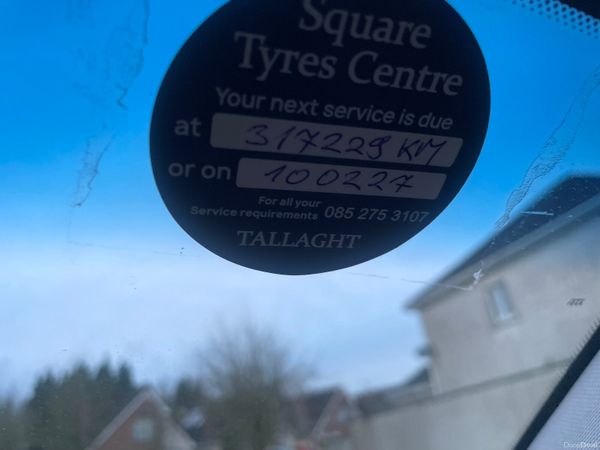 Square
Tyres Centre
Your next service is due
at 317229 KM
or on 100227
For all your
Service requirements 085 275 3107
TALLAGHT
DoneDeal